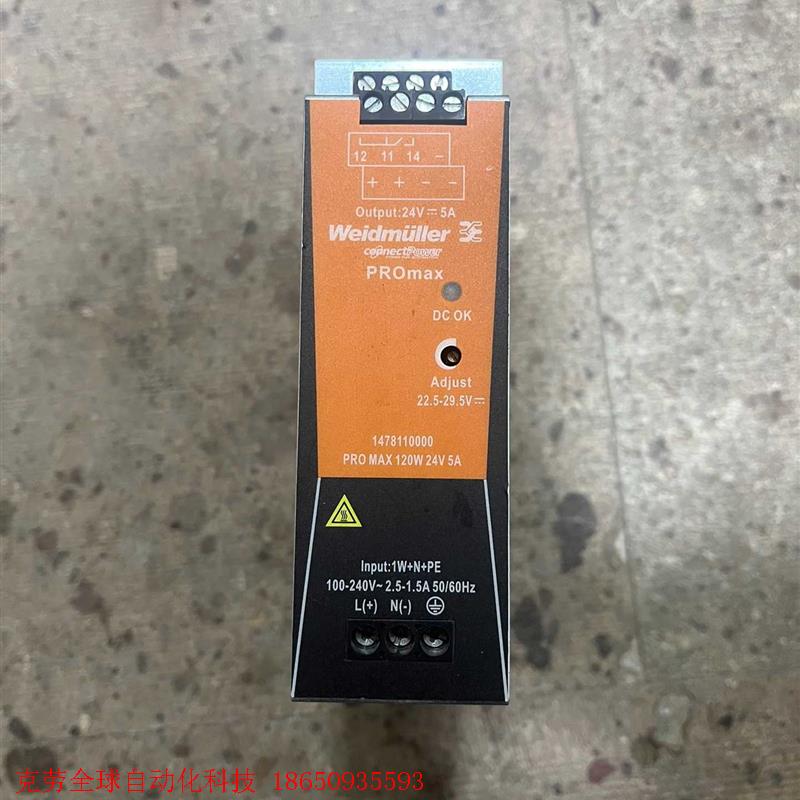 12 11 14 –
+ + – –
Output:24V⎓5A
Weidmüller
connectPower
PROmax
DC OK
Adjust
22.5-29.5V⎓
1478110000
PRO MAX 120W 24V 5A
Input:1W+N+PE
100-240V~ 2.5-1.5A 50/60Hz
L(+) N(-)
克劳全球自动化科技 18650935593